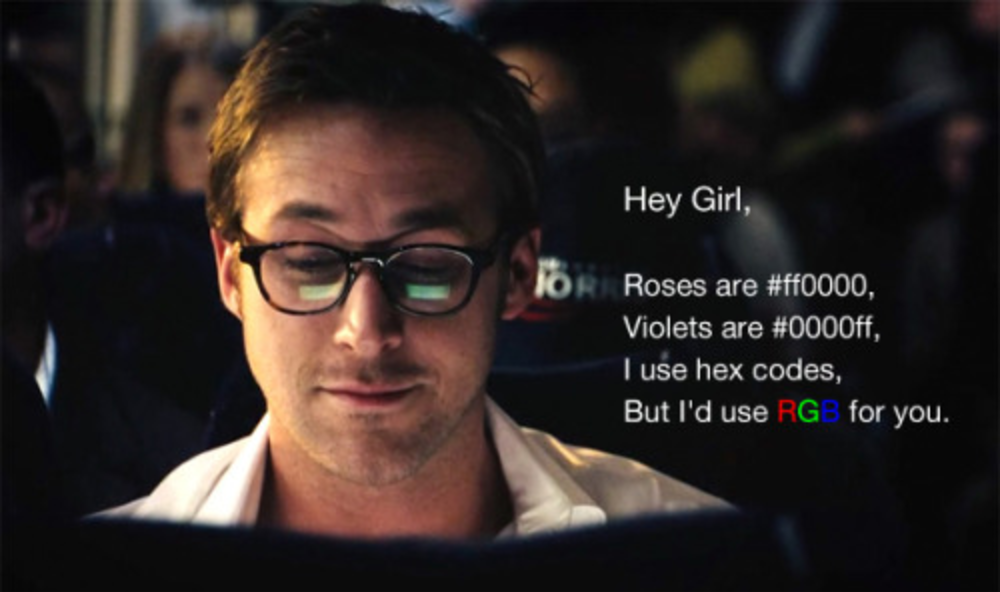 Hey Girl,
Roses are #ff0000,
Violets are #0000ff,
I use hex codes,
But I'd use RGB for you.